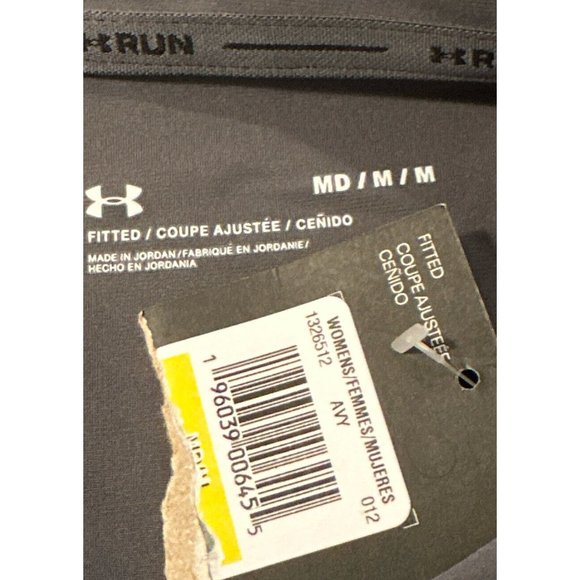 RUN
R
MD / M / M
FITTED / COUPE AJUSTÉE / CEÑIDO
MADE IN JORDAN/FABRIQUÉ EN JORDANIE/
HECHO EN JORDANIA
FITTED
COUPE AJUSTÉE
CEÑIDO
WOMENS/FEMMES/MUJERES
1326512 AVY 012
1 96039 00645 5